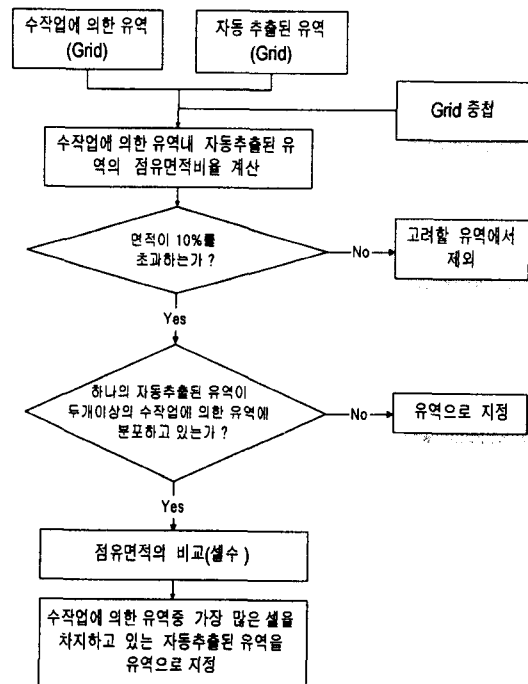 수작업에 의한 유역
(Grid)
자동 추출된 유역
(Grid)
Grid 중첩
수작업에 의한 유역내 자동추출된 유
역의 점유면적비율 계산
면적이 10%를
초과하는가 ?
No
고려할 유역에서
제외
Yes
하나의 자동추출된 유역이
두개이상의 수작업에 의한 유역에
분포하고 있는가 ?
No
유역으로 지정
Yes
점유면적의 비교(셀수 )
수작업에 의한 유역중 가장 많은 셀을
차지하고 있는 자동추출된 유역을
유역으로 지정